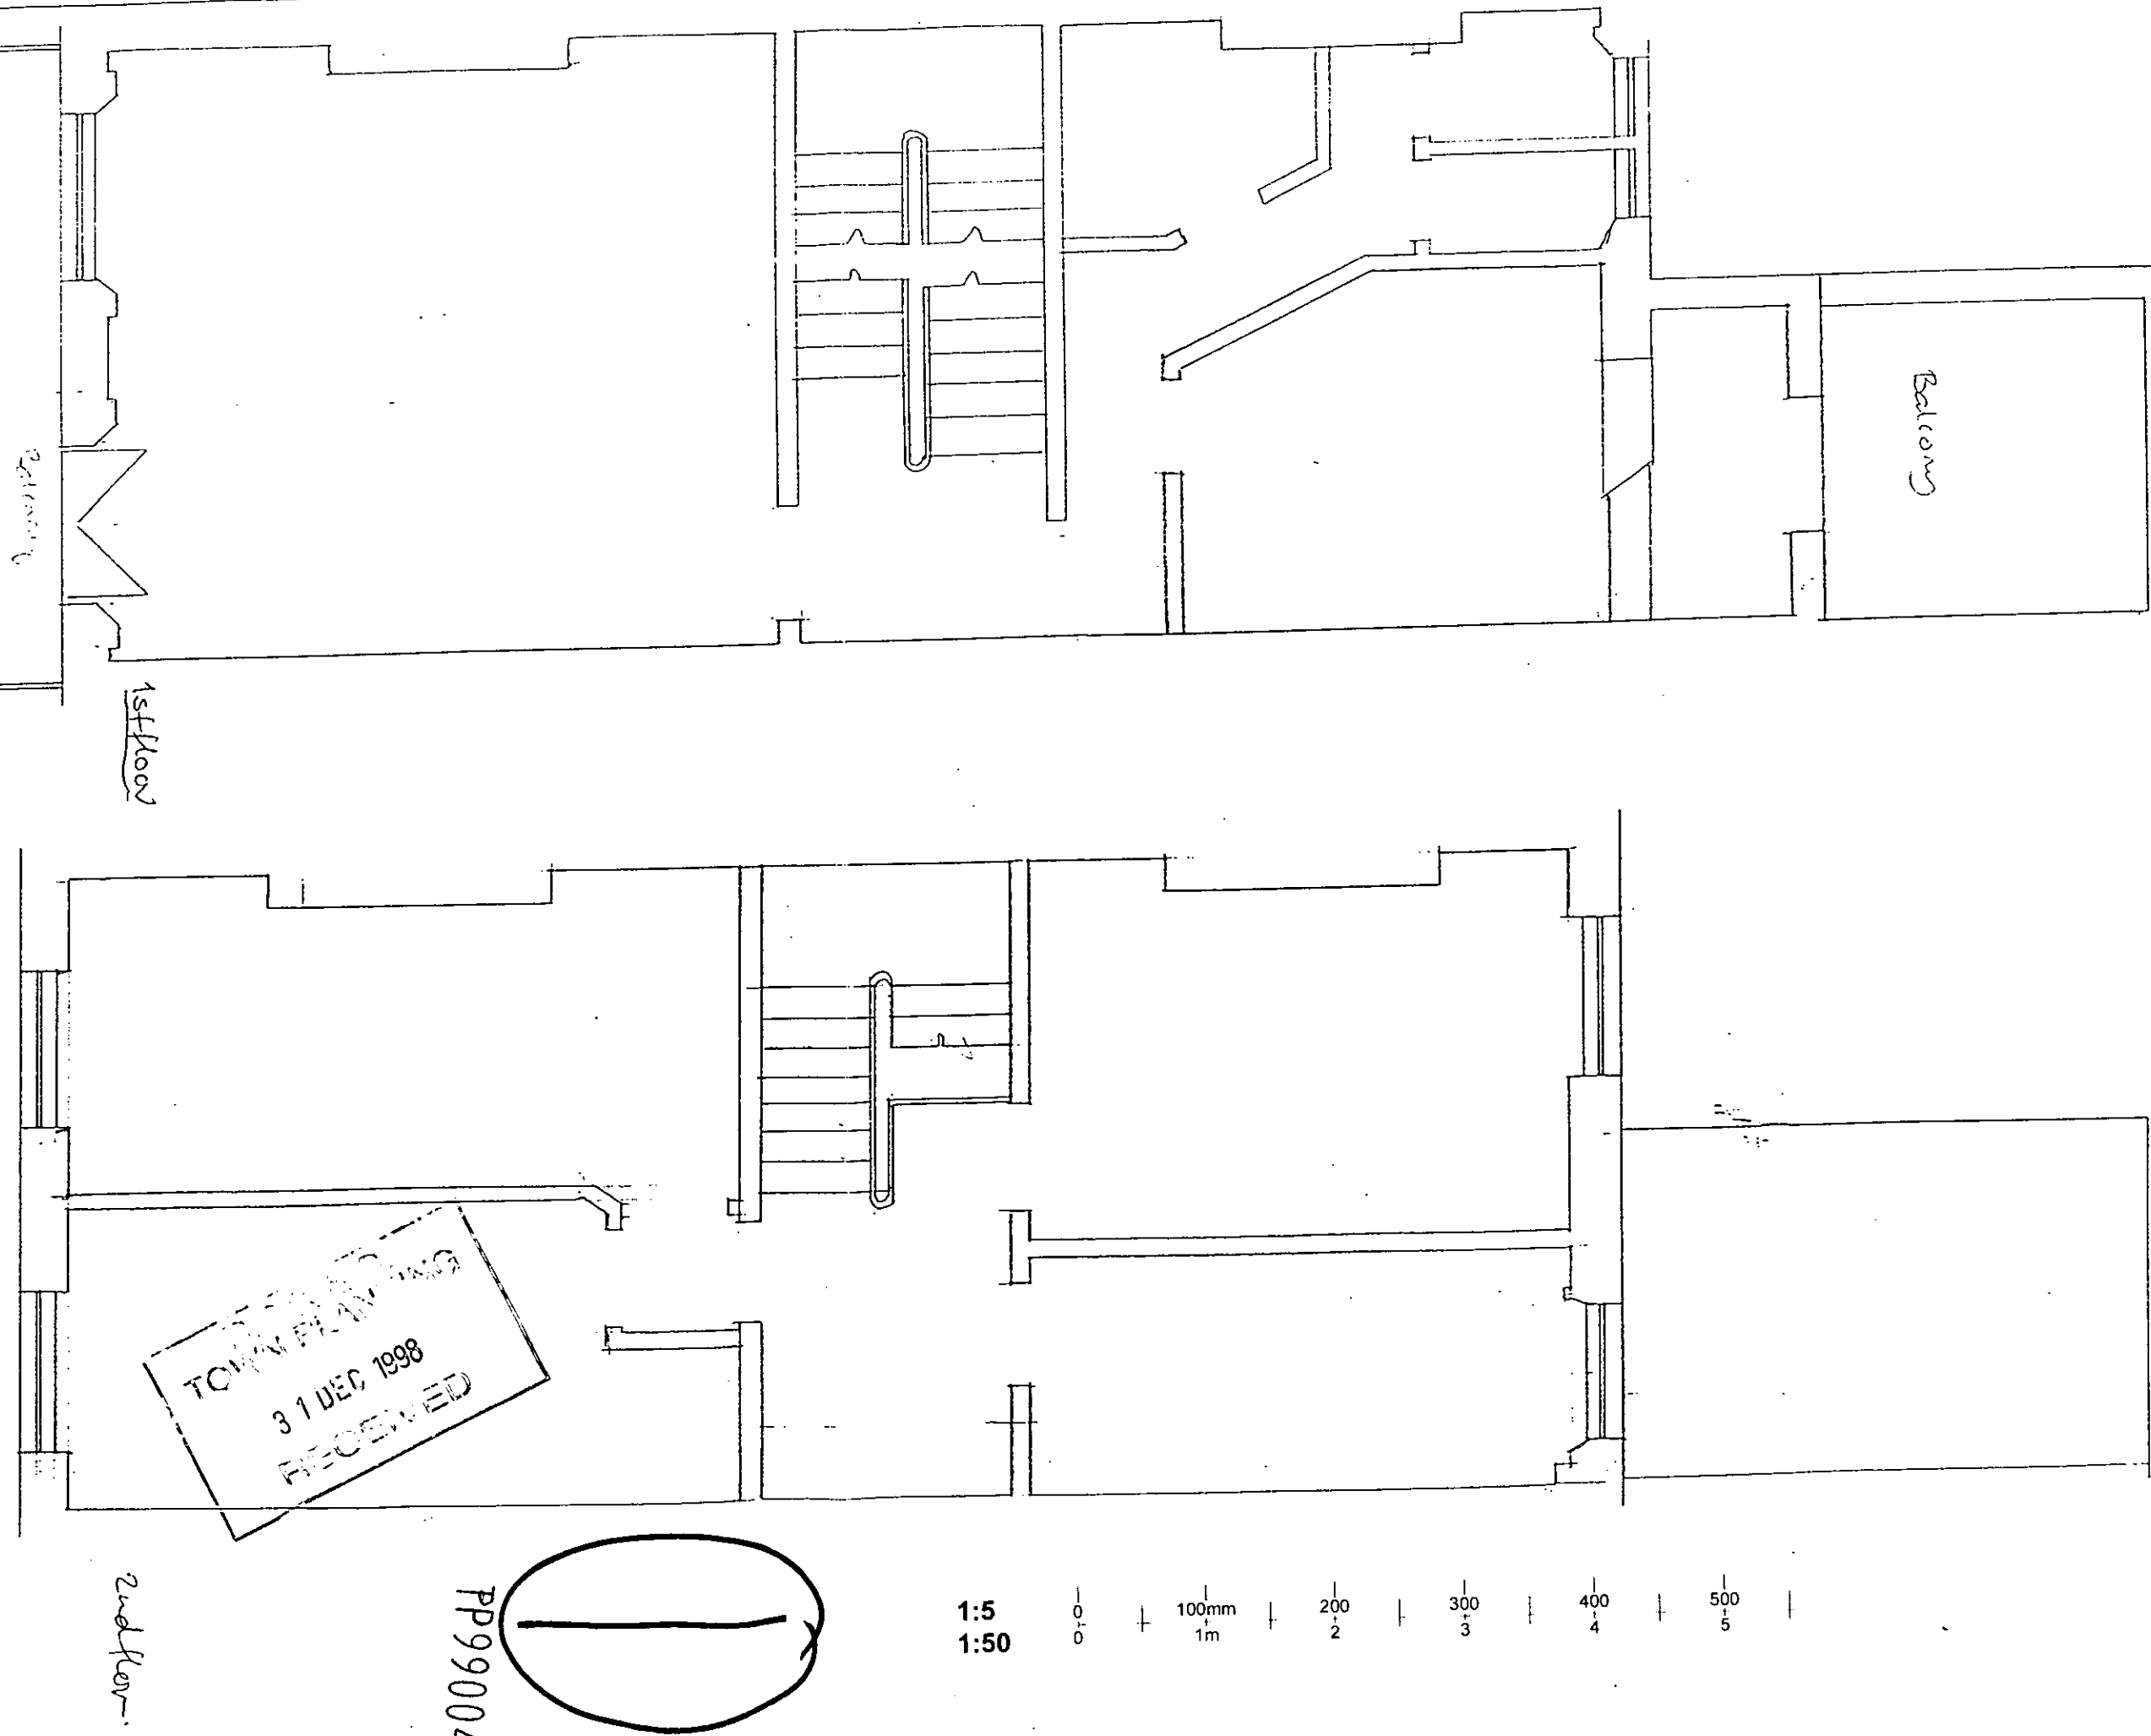 Balcony
1st floor
TOWN PLANNING
31 DEC 1998
RECEIVED
2nd floor.
PP99004
1:5 0 100mm 200 300 400 500
1:50 0 1m 2 3 4 5